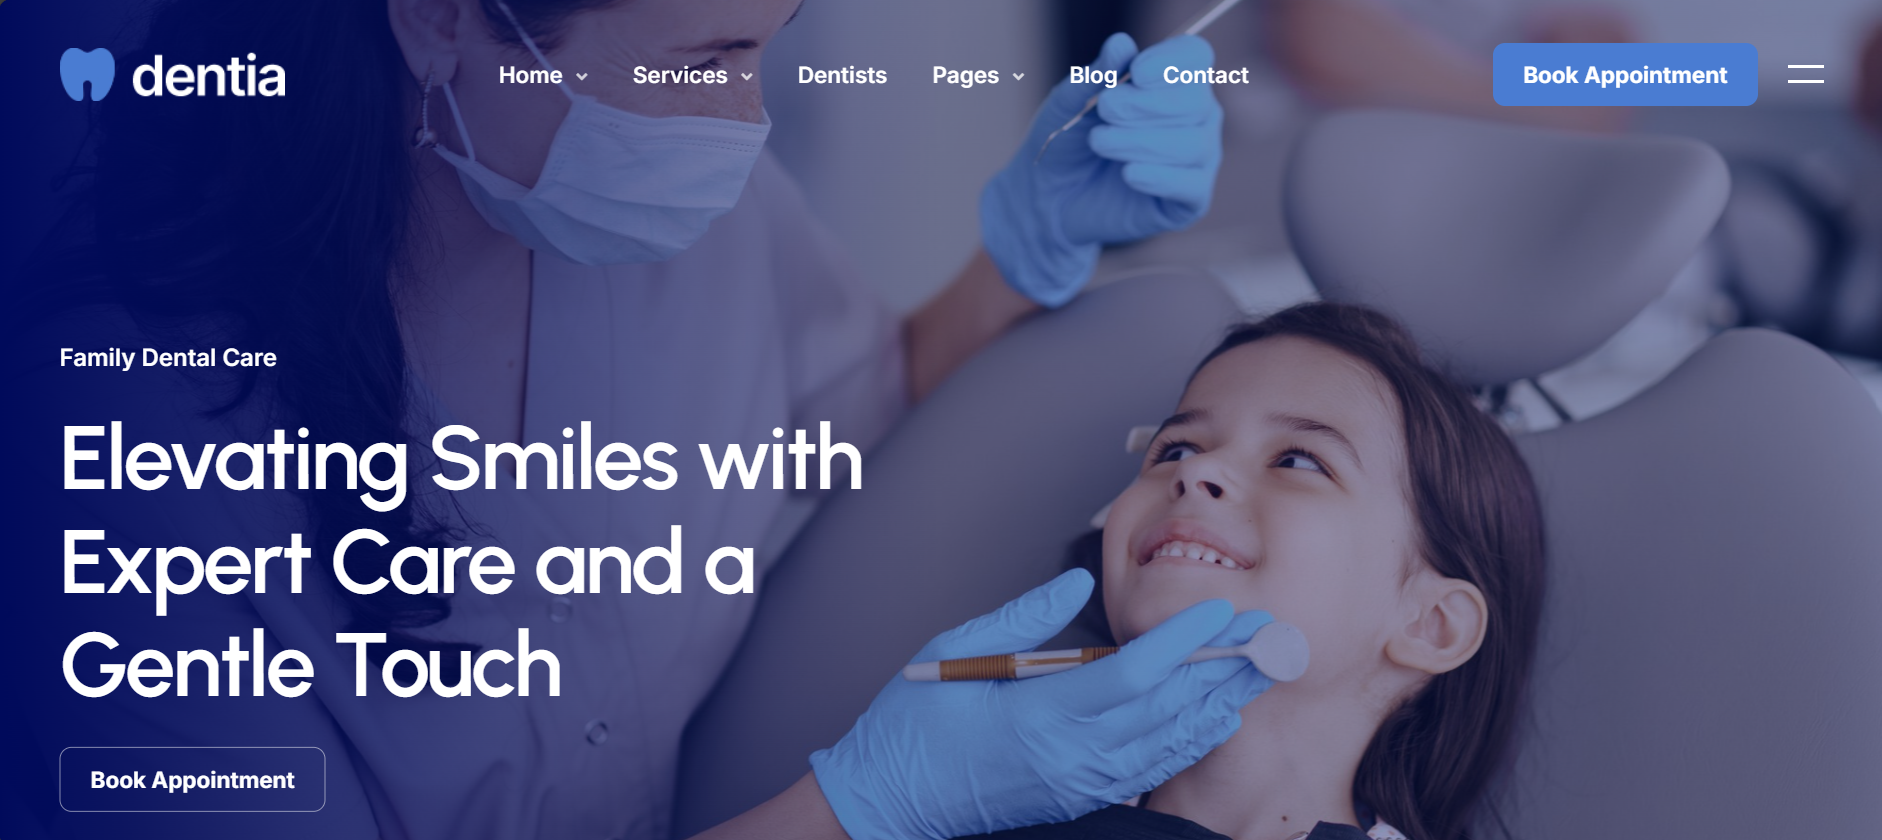 dentia
Home
Services
Dentists
Pages
Blog
Contact
Book Appointment
Family Dental Care
Elevating Smiles with
Expert Care and a
Gentle Touch
Book Appointment